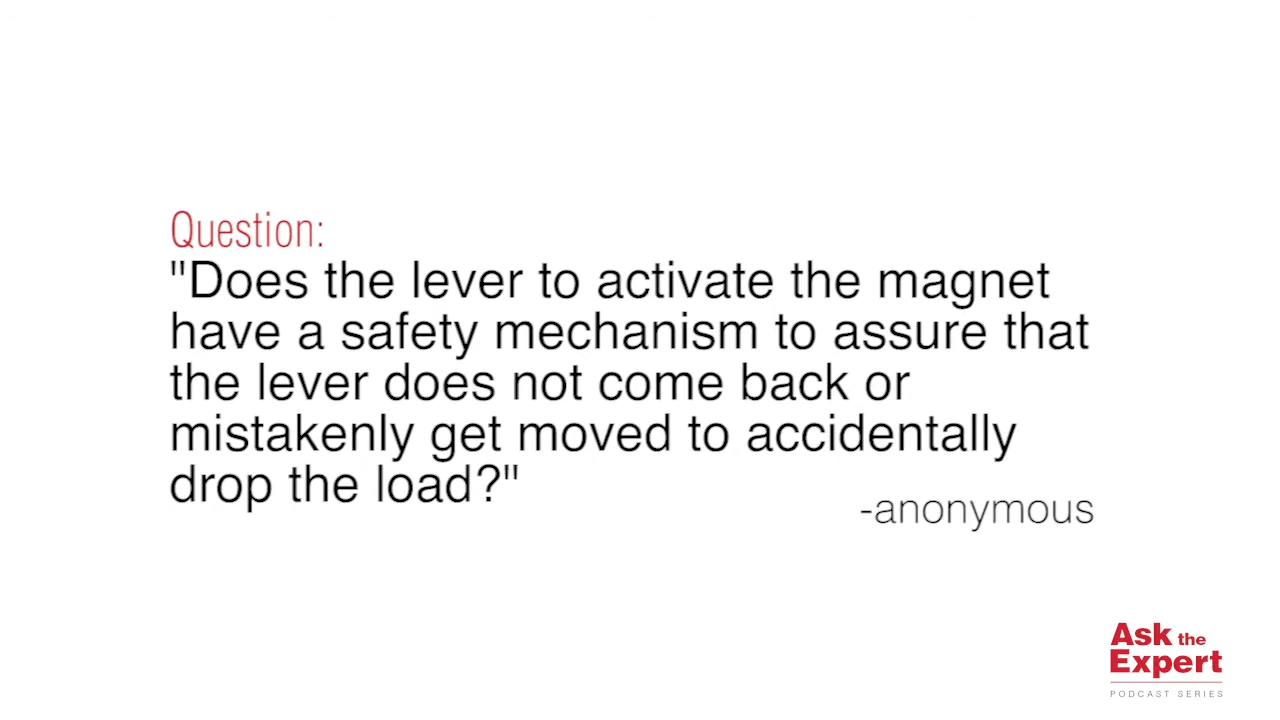 Question:
"Does the lever to activate the magnet
have a safety mechanism to assure that
the lever does not come back or
mistakenly get moved to accidentally
drop the load?"
-anonymous
Ask the
Expert
PODCAST SERIES